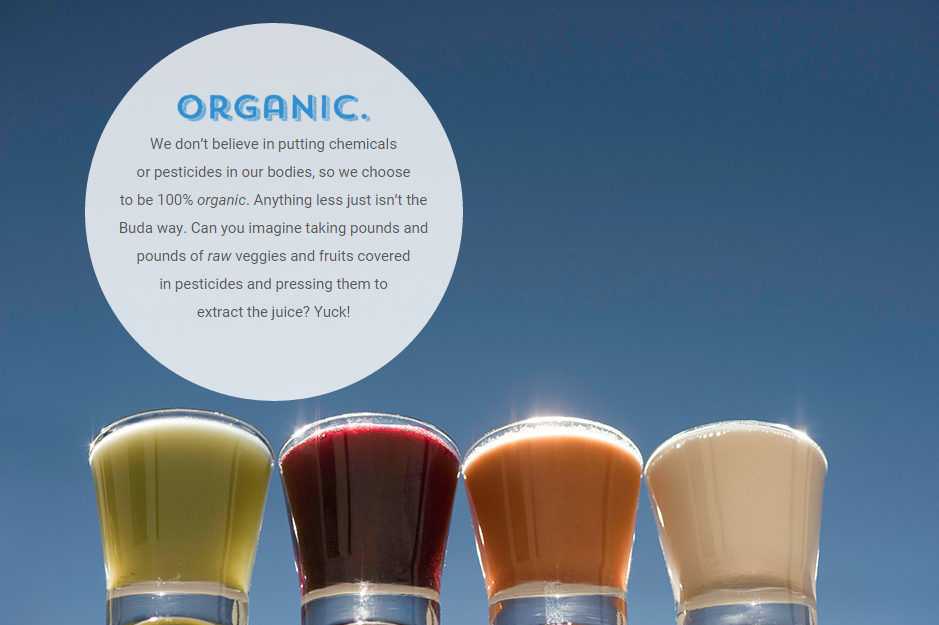 ORGANIC.
We don’t believe in putting chemicals
or pesticides in our bodies, so we choose
to be 100% organic. Anything less just isn’t the
Buda way. Can you imagine taking pounds and
pounds of raw veggies and fruits covered
in pesticides and pressing them to
extract the juice? Yuck!